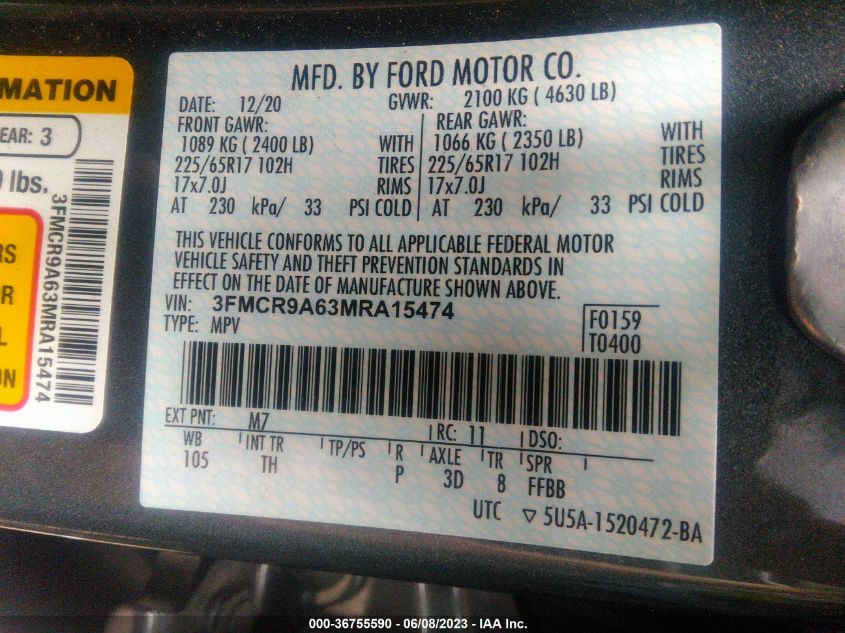 MATION
EAR: 3
lbs.
3FMCR9A63MRA15474
RS
OR
L
ON
MFD. BY FORD MOTOR CO.
DATE: 12/20 GVWR: 2100 KG ( 4630 LB)
FRONT GAWR: REAR GAWR:
1089 KG ( 2400 LB) WITH 1066 KG ( 2350 LB) WITH
225/65R17 102H TIRES 225/65R17 102H TIRES
17x7.0J RIMS 17x7.0J RIMS
AT 230 kPa/ 33 PSI COLD AT 230 kPa/ 33 PSI COLD
THIS VEHICLE CONFORMS TO ALL APPLICABLE FEDERAL MOTOR
VEHICLE SAFETY AND THEFT PREVENTION STANDARDS IN
EFFECT ON THE DATE OF MANUFACTURE SHOWN ABOVE.
VIN: 3FMCR9A63MRA15474
TYPE: MPV
F0159
T0400
EXT PNT: M7 RC: 11 DSO:
WB INT TR TP/PS R AXLE TR SPR
105 TH P 3D 8 FFBB
UTC ▽ 5U5A-1520472-BA
000-36755590 - 06/08/2023 - IAA Inc.